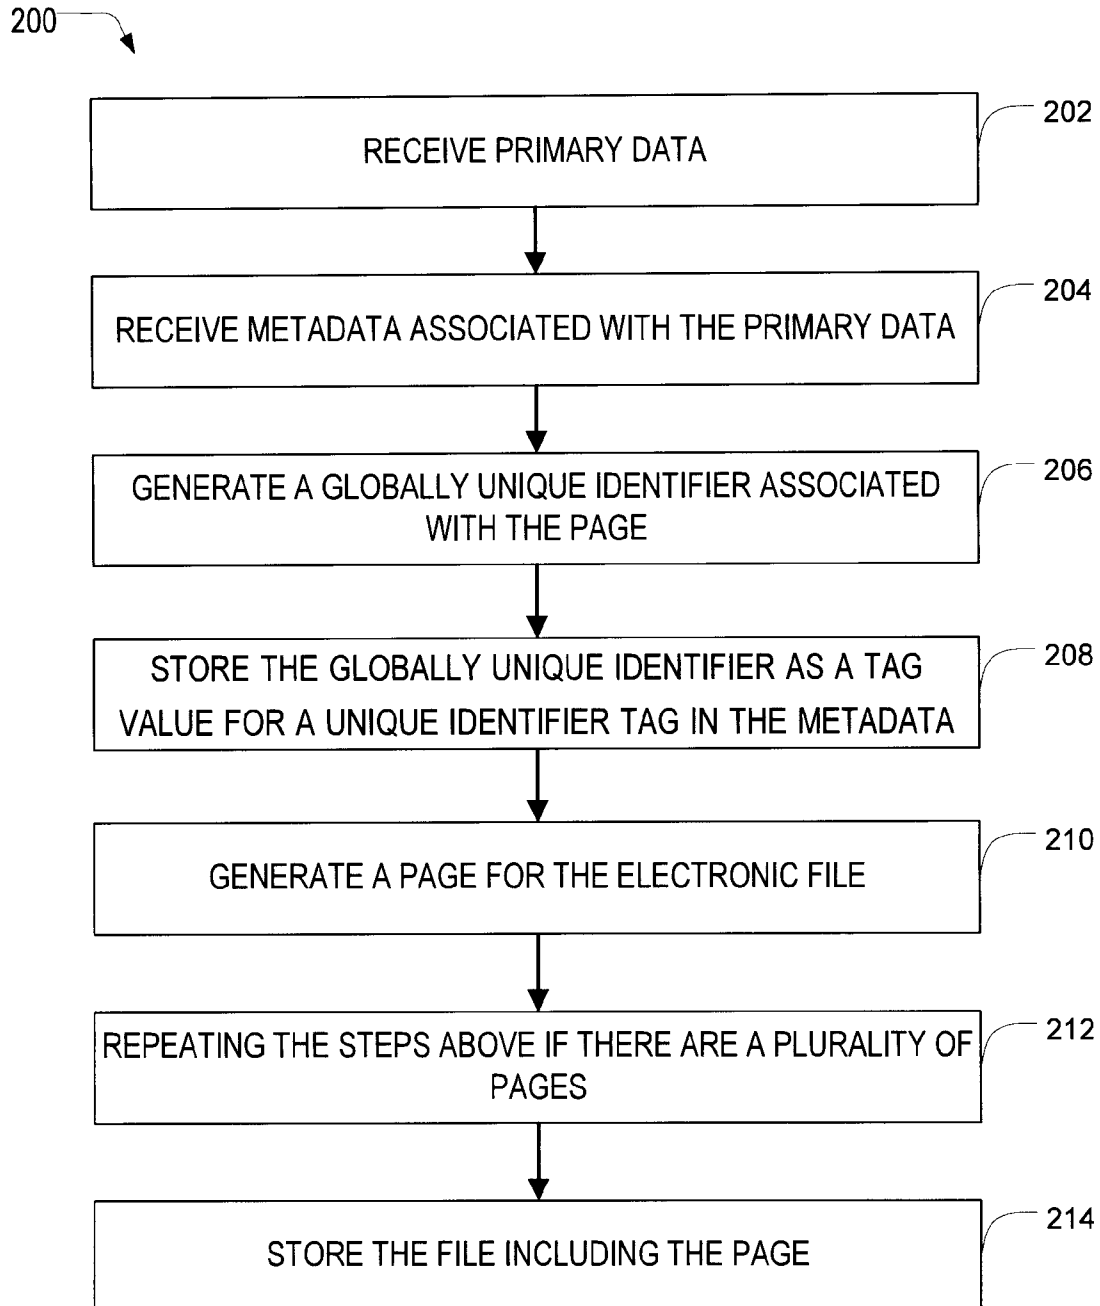 200
RECEIVE PRIMARY DATA
202
RECEIVE METADATA ASSOCIATED WITH THE PRIMARY DATA
204
GENERATE A GLOBALLY UNIQUE IDENTIFIER ASSOCIATED
WITH THE PAGE
206
STORE THE GLOBALLY UNIQUE IDENTIFIER AS A TAG
VALUE FOR A UNIQUE IDENTIFIER TAG IN THE METADATA
208
GENERATE A PAGE FOR THE ELECTRONIC FILE
210
REPEATING THE STEPS ABOVE IF THERE ARE A PLURALITY OF
PAGES
212
STORE THE FILE INCLUDING THE PAGE
214